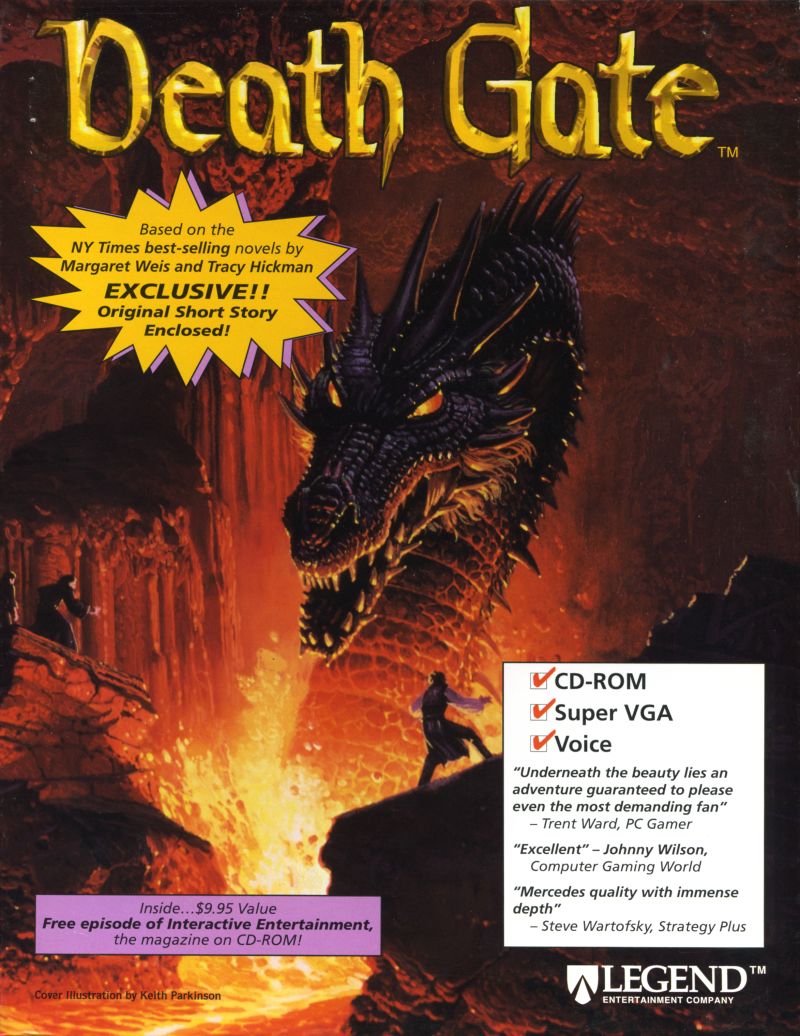 Death Gate™
Based on the
NY Times best-selling novels by
Margaret Weis and Tracy Hickman
EXCLUSIVE!!
Original Short Story
Enclosed!
CD-ROM
Super VGA
Voice
“Underneath the beauty lies an
adventure guaranteed to please
even the most demanding fan”
– Trent Ward, PC Gamer
“Excellent” – Johnny Wilson,
Computer Gaming World
“Mercedes quality with immense
depth”
– Steve Wartofsky, Strategy Plus
Inside...$9.95 Value
Free episode of Interactive Entertainment,
the magazine on CD-ROM!
Cover Illustration by Keith Parkinson
LEGEND™
ENTERTAINMENT COMPANY